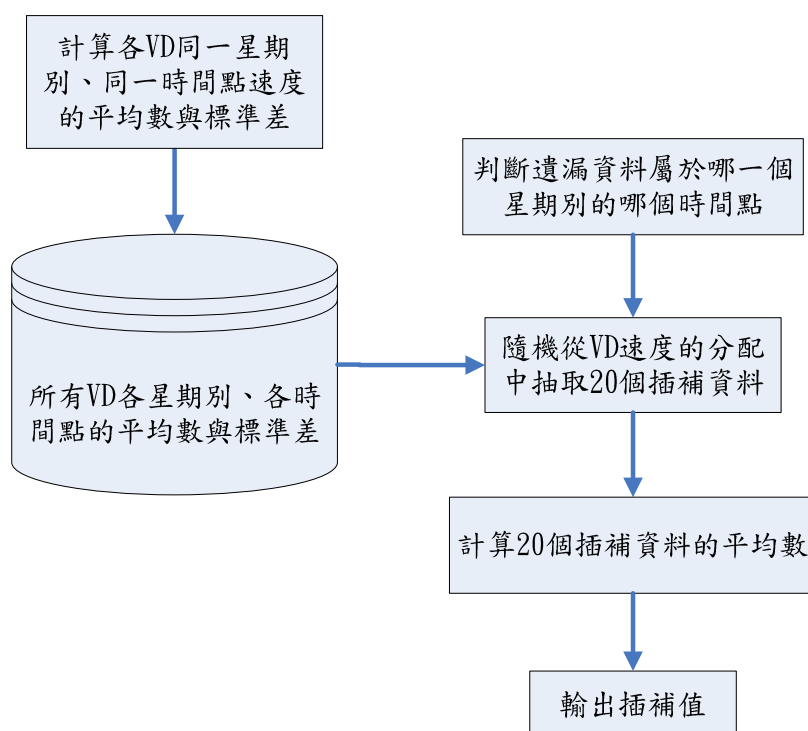 計算各VD同一星期
別、同一時間點速度
的平均數與標準差
所有VD各星期別、各時
間點的平均數與標準差
判斷遺漏資料屬於哪一個
星期別的哪個時間點
隨機從VD速度的分配
中抽取20個插補資料
計算20個插補資料的平均數
輸出插補值